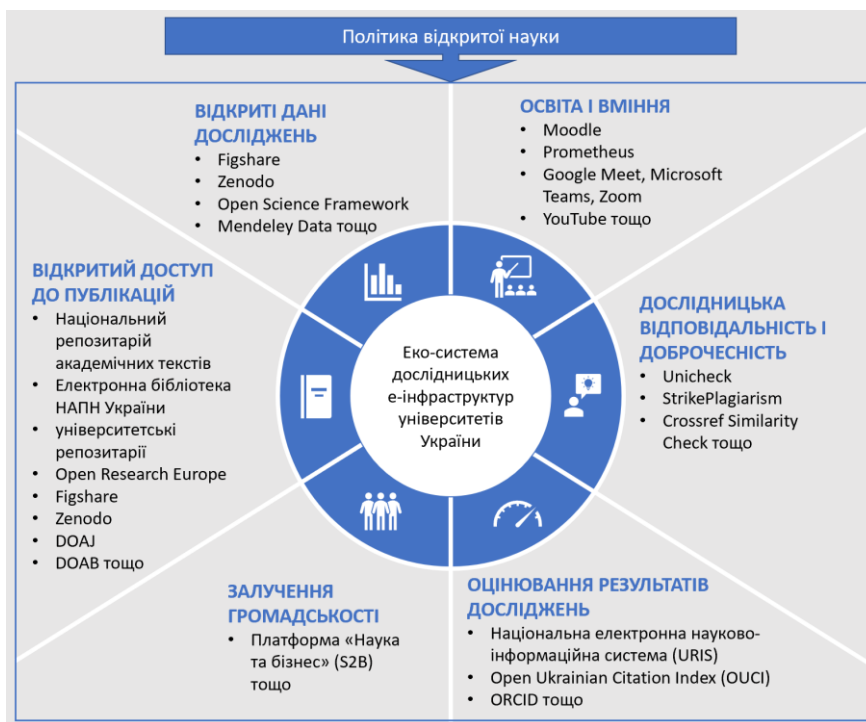 Політика відкритої науки
ВІДКРИТІ ДАНІ
ДОСЛІДЖЕНЬ
• Figshare
• Zenodo
• Open Science Framework
• Mendeley Data тощо
ОСВІТА І ВМІННЯ
• Moodle
• Prometheus
• Google Meet, Microsoft
Teams, Zoom
• YouTube тощо
ВІДКРИТИЙ ДОСТУП
ДО ПУБЛІКАЦІЙ
• Національний
репозитарій
академічних текстів
• Електронна бібліотека
НАПН України
• університетські
репозитарії
• Open Research Europe
• Figshare
• Zenodo
• DOAJ
• DOAB тощо
Еко-система
дослідницьких
е-інфраструктур
університетів
України
ДОСЛІДНИЦЬКА
ВІДПОВІДАЛЬНІСТЬ І
ДОБРОЧЕСНІСТЬ
• Unicheck
• StrikePlagiarism
• Crossref Similarity
Check тощо
ЗАЛУЧЕННЯ
ГРОМАДСЬКОСТІ
• Платформа «Наука
та бізнес» (S2B)
тощо
ОЦІНЮВАННЯ РЕЗУЛЬТАТІВ
ДОСЛІДЖЕНЬ
• Національна електронна науково-
інформаційна система (URIS)
• Open Ukrainian Citation Index (OUCI)
• ORCID тощо